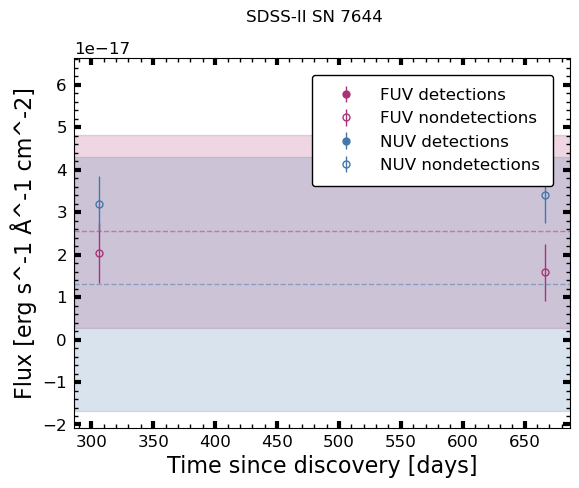 SDSS-II SN 7644
1e−17
FUV detections
FUV nondetections
NUV detections
NUV nondetections
6
5
4
3
2
1
0
−1
−2
Flux [erg s^-1 Å^-1 cm^-2]
300 350 400 450 500 550 600 650
Time since discovery [days]